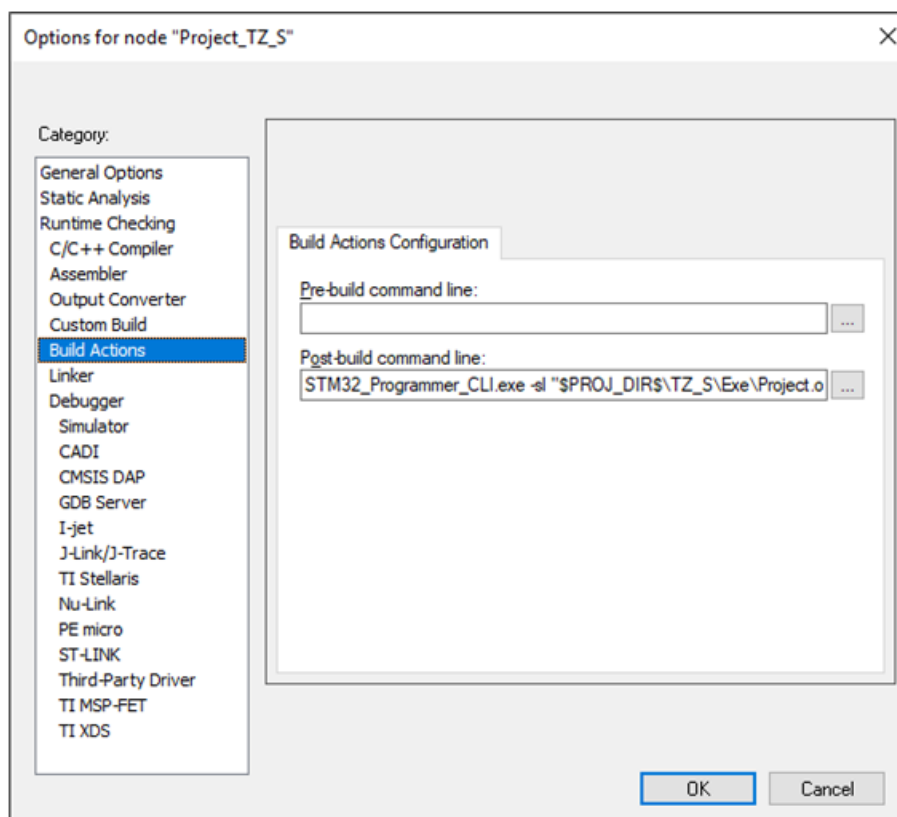 Options for node "Project_TZ_S"
Category:
General Options
Static Analysis
Runtime Checking
C/C++ Compiler
Assembler
Output Converter
Custom Build
Build Actions
Linker
Debugger
Simulator
CADI
CMSIS DAP
GDB Server
I-jet
J-Link/J-Trace
TI Stellaris
Nu-Link
PE micro
ST-LINK
Third-Party Driver
TI MSP-FET
TI XDS
Build Actions Configuration
Pre-build command line:
...
Post-build command line:
STM32_Programmer_CLI.exe -sl "$PROJ_DIR$\TZ_S\Exe\Project.o
...
OK
Cancel